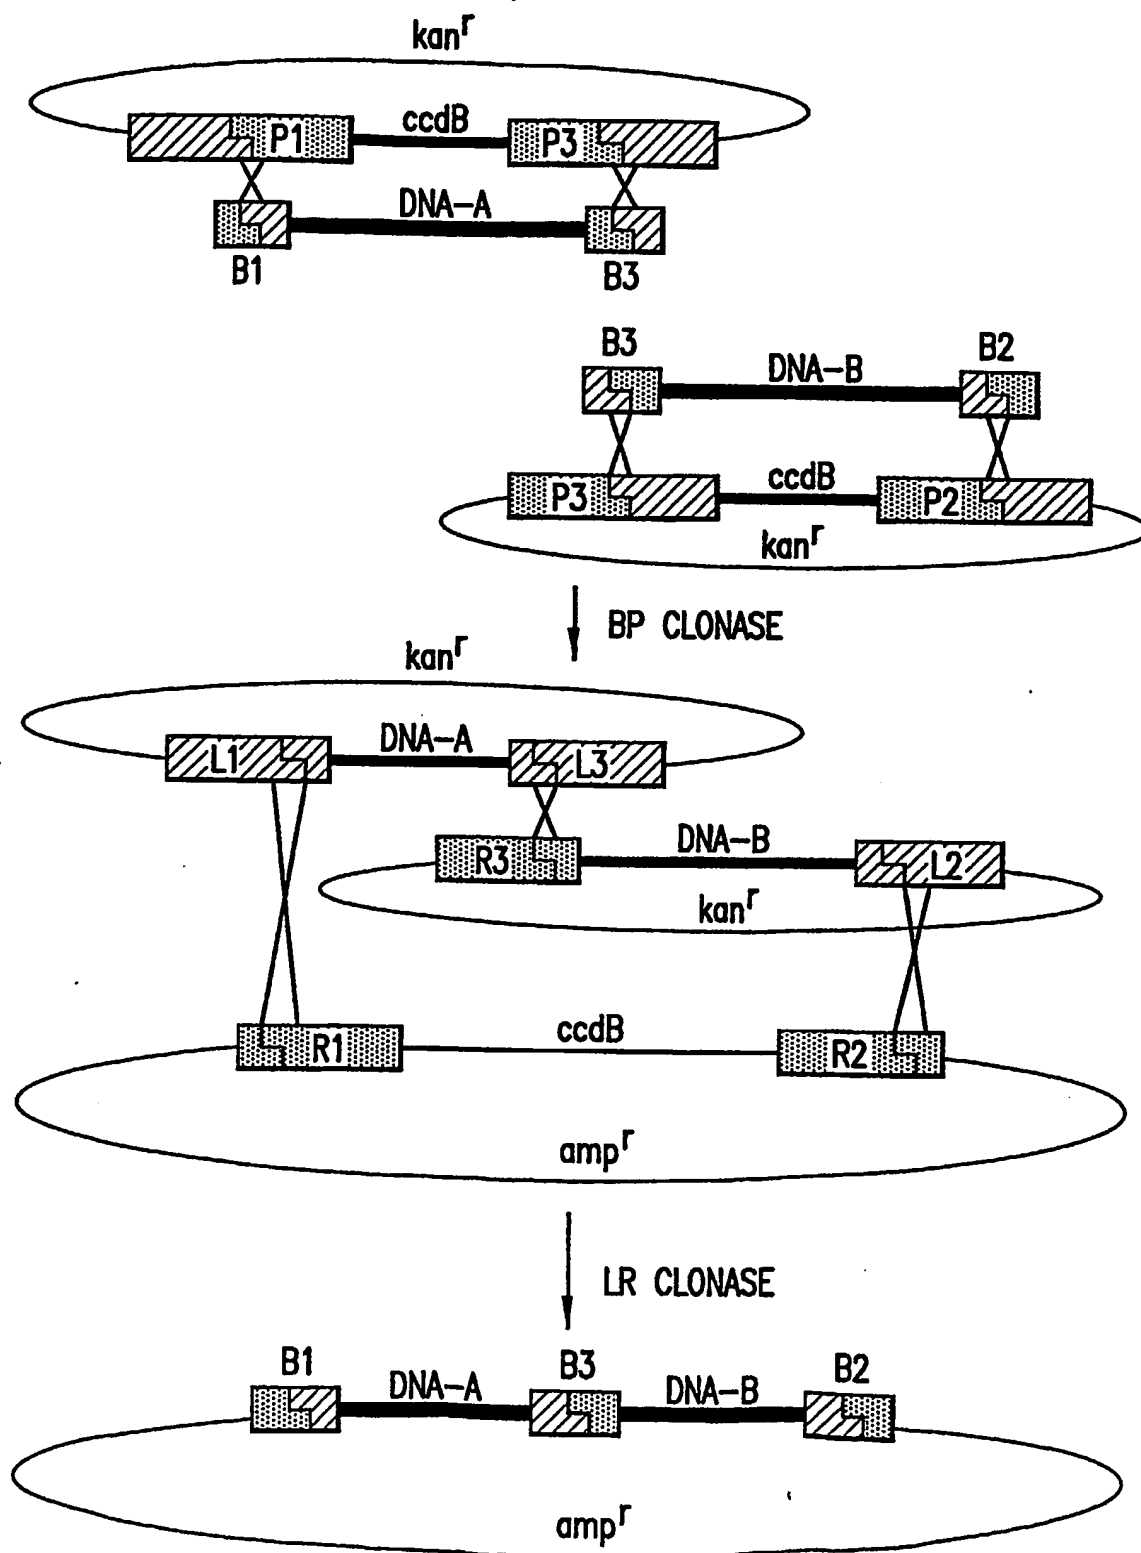 kanʳ
P1 ccdB P3
DNA-A
B1 B3
B3 DNA-B B2
P3 ccdB P2
kanʳ
BP CLONASE
kanʳ
L1 DNA-A L3
R3 DNA-B L2
kanʳ
R1 ccdB R2
ampʳ
LR CLONASE
B1 DNA-A B3 DNA-B B2
ampʳ